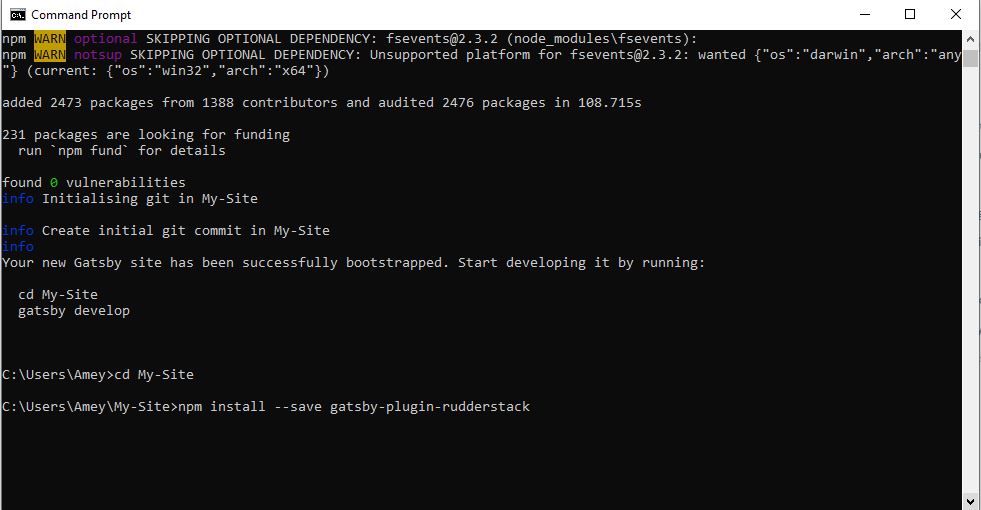 Command Prompt
npm WARN optional SKIPPING OPTIONAL DEPENDENCY: fsevents@2.3.2 (node_modules\fsevents):
npm WARN notsup SKIPPING OPTIONAL DEPENDENCY: Unsupported platform for fsevents@2.3.2: wanted {"os":"darwin","arch":"any
"} (current: {"os":"win32","arch":"x64"})
added 2473 packages from 1388 contributors and audited 2476 packages in 108.715s
231 packages are looking for funding
run `npm fund` for details
found 0 vulnerabilities
info Initialising git in My-Site
info Create initial git commit in My-Site
info
Your new Gatsby site has been successfully bootstrapped. Start developing it by running:
cd My-Site
gatsby develop
C:\Users\Amey>cd My-Site
C:\Users\Amey\My-Site>npm install --save gatsby-plugin-rudderstack